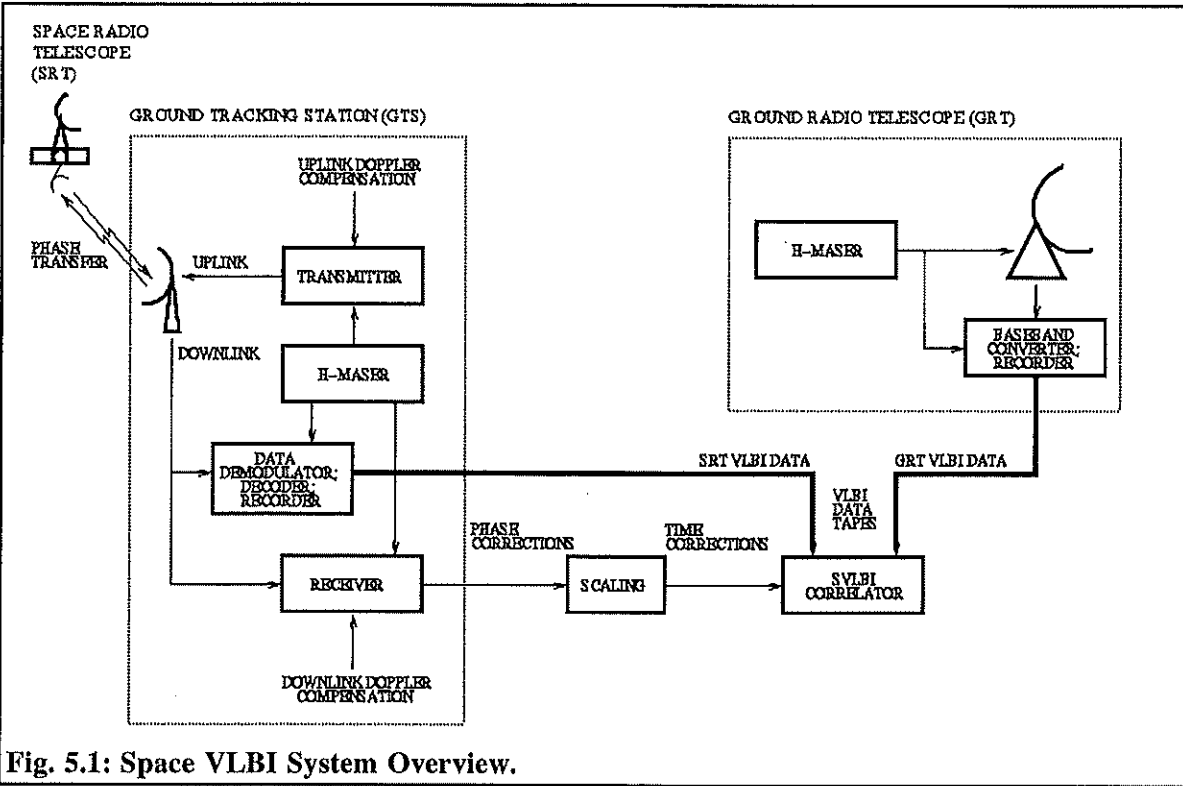 SPACE RADIO
TELESCOPE
(SRT)
GROUND TRACKING STATION (GTS)
GROUND RADIO TELESCOPE (GRT)
UPLINK DOPPLER
COMPENSATION
PHASE
TRANSFER
UPLINK
TRANSMITTER
H-MASER
DOWNLINK
H-MASER
BASEBAND
CONVERTER;
RECORDER
DATA
DEMODULATOR;
DECODER;
RECORDER
SRT VLBI DATA
GRT VLBI DATA
VLBI
DATA
TAPES
PHASE
CORRECTIONS
TIME
CORRECTIONS
RECEIVER
SCALING
SVLBI
CORRELATOR
DOWNLINK DOPPLER
COMPENSATION
Fig. 5.1: Space VLBI System Overview.